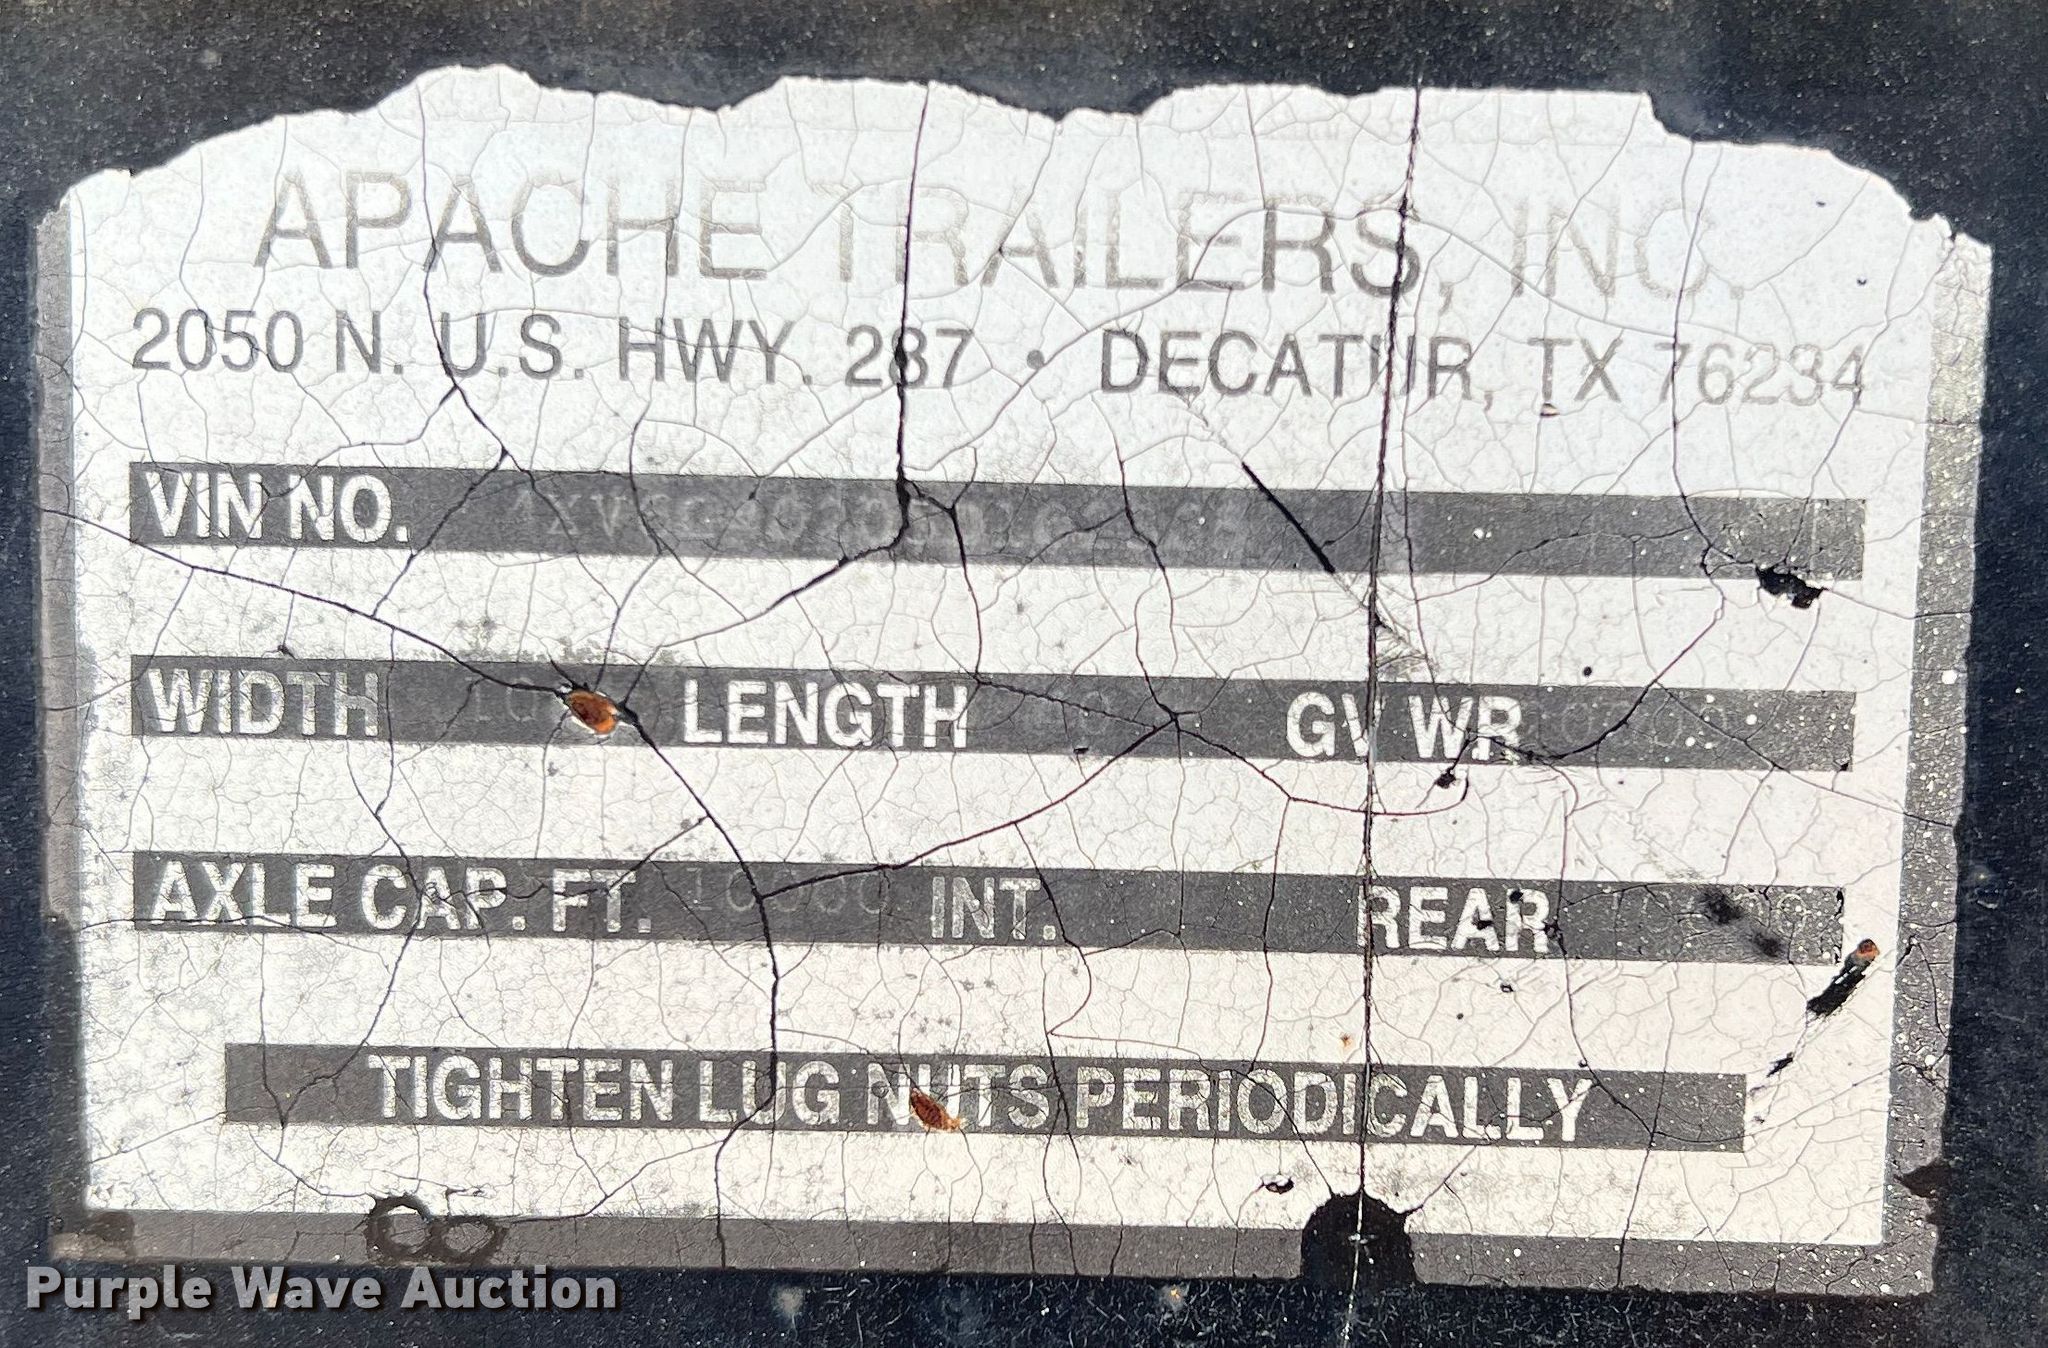 APACHE TRAILERS, INC.
2050 N. U.S. HWY. 287 • DECATUR, TX 76234
VIN NO.
WIDTH LENGTH GVWR
AXLE CAP. FT. 10000 INT. REAR
TIGHTEN LUG NUTS PERIODICALLY
Purple Wave Auction